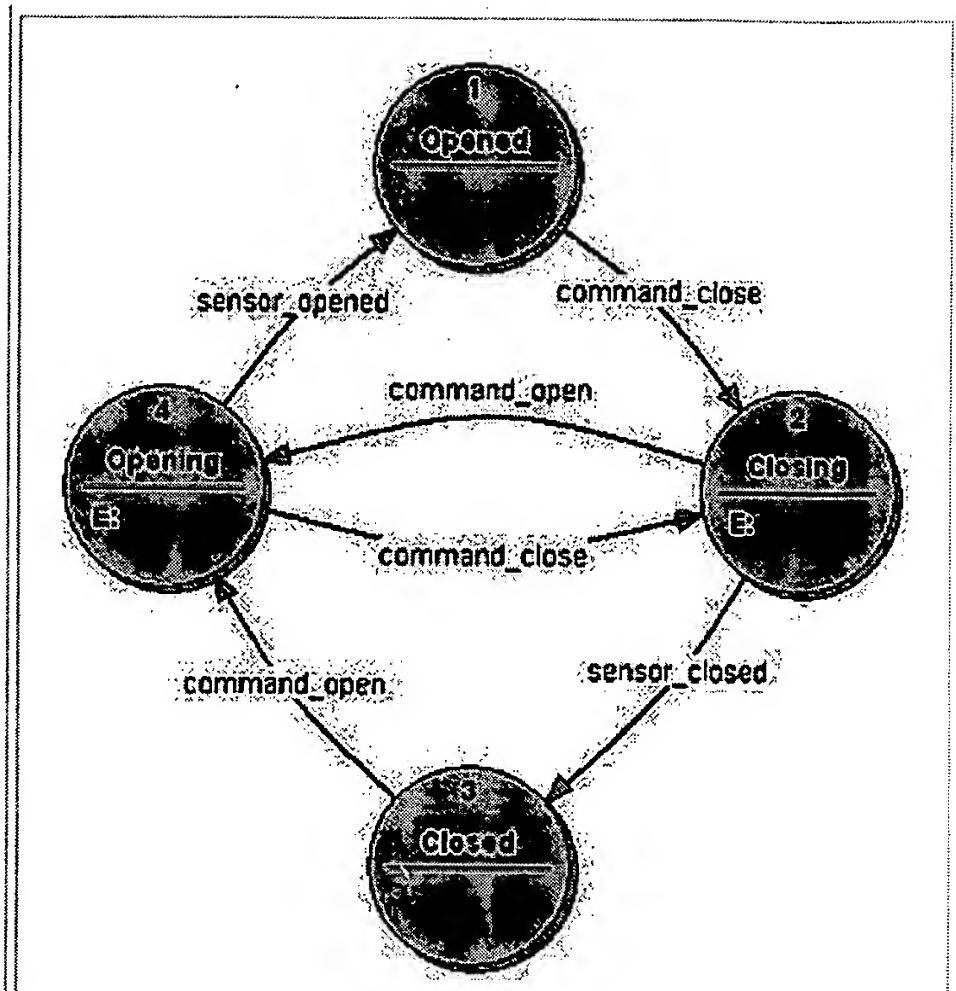 1
Opened
sensor_opened
command_close
command_open
4
Opening
E:
2
Closing
E:
command_close
command_open
sensor_closed
3
Closed